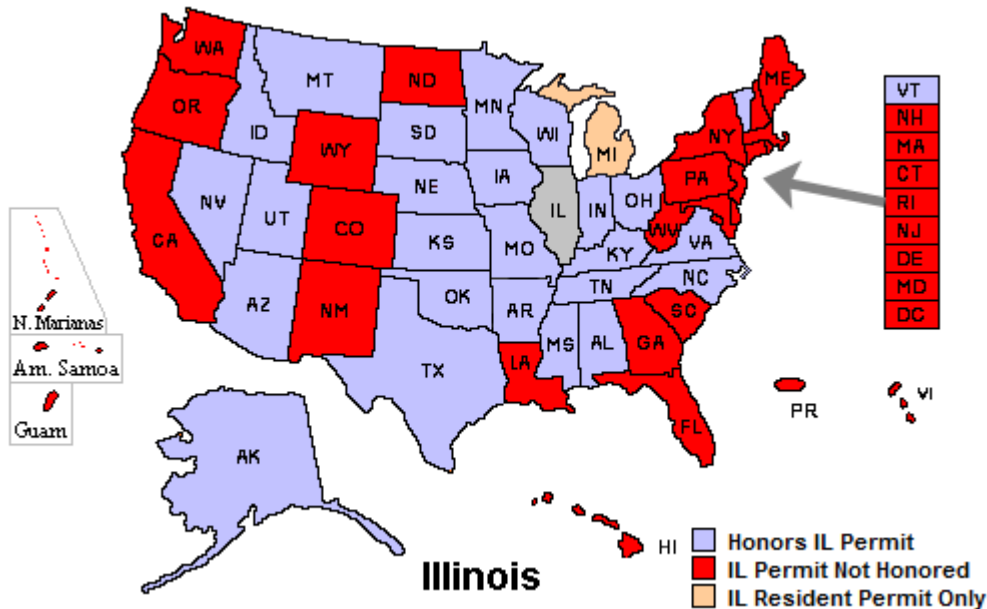 WA
MT
ND
MN
ME
OR
ID
SD
WI
NY
VT
NH
WY
MI
MA
NE
IA
PA
CT
NV
UT
CO
IL
IN
OH
RI
CA
KS
MO
WV
VA
NJ
KY
DE
AZ
NM
OK
AR
TN
NC
MD
SC
DC
N. Marianas
MS
AL
GA
Am. Samoa
TX
LA
PR
VI
Guam
FL
AK
HI
Honors IL Permit
Illinois
IL Permit Not Honored
IL Resident Permit Only